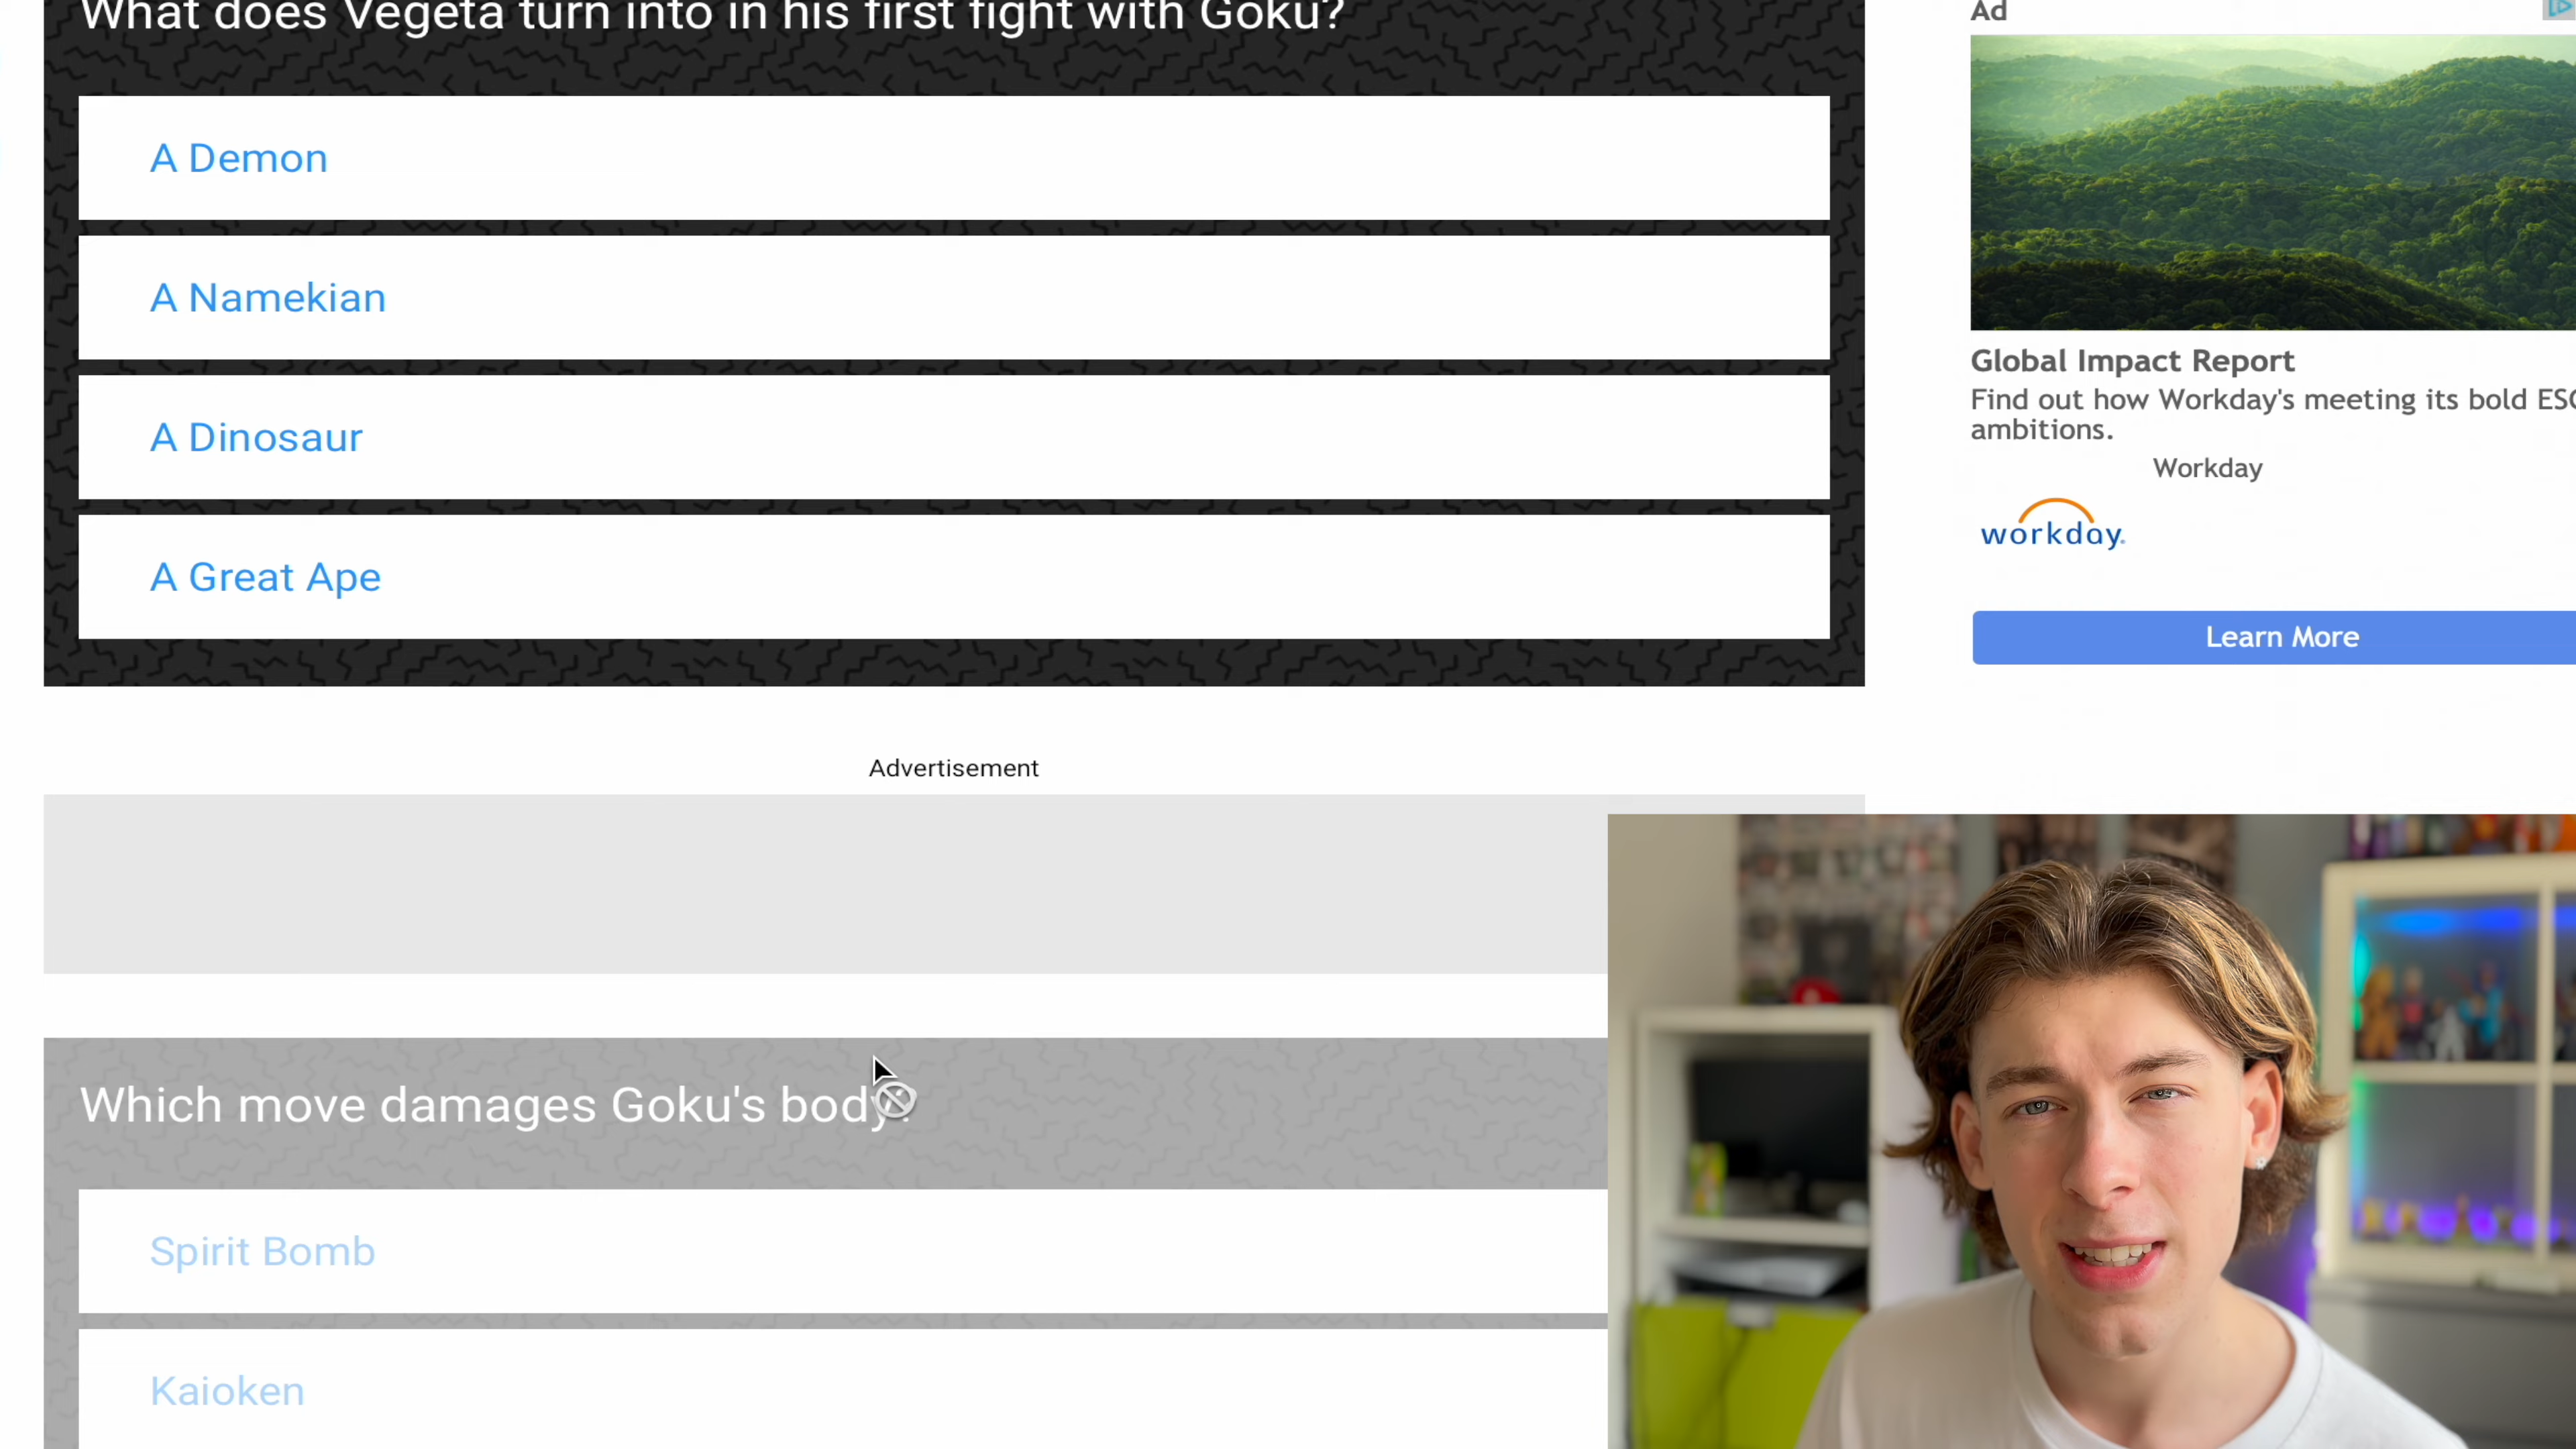 What does Vegeta turn into in his first fight with Goku?
A Demon
A Namekian
A Dinosaur
A Great Ape
Advertisement
Which move damages Goku's body?
Spirit Bomb
Kaioken
Ad
Global Impact Report
Find out how Workday's meeting its bold ESG
ambitions.
Workday
workday.
Learn More